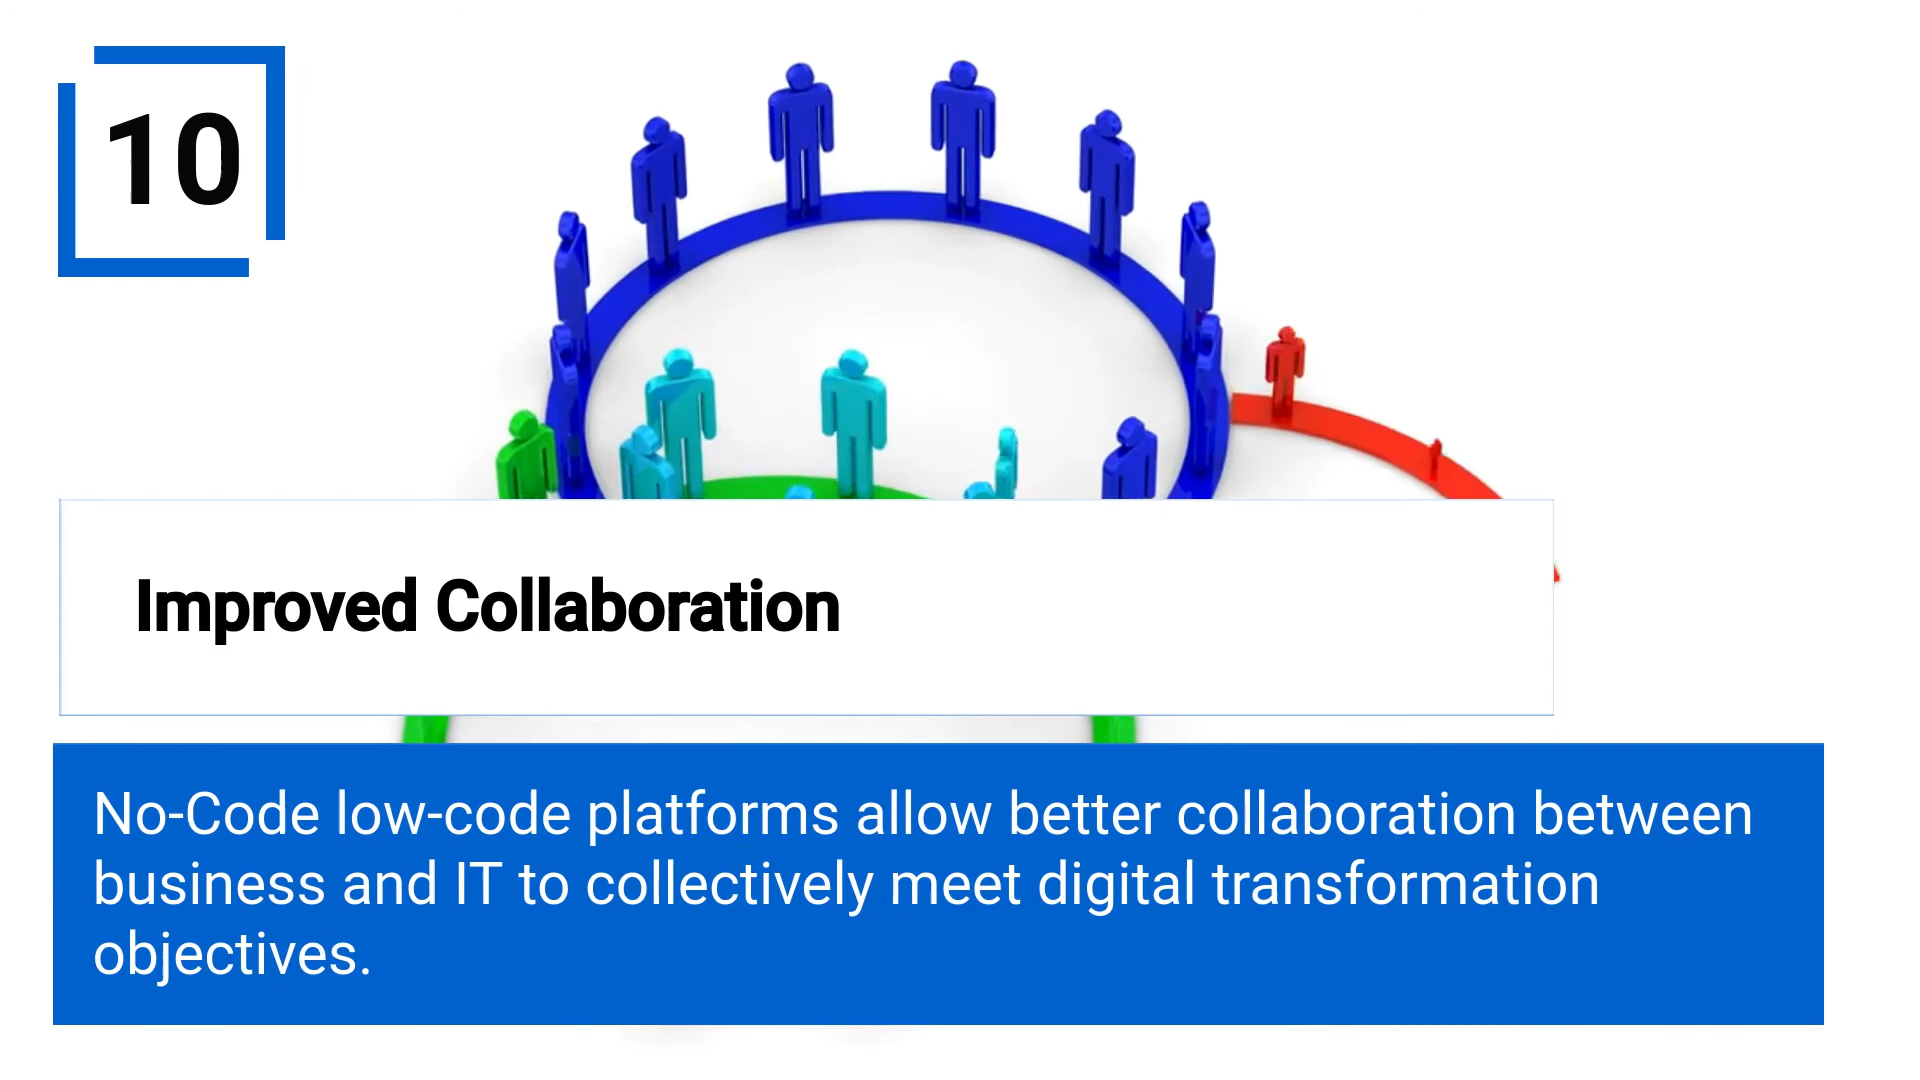 10
Improved Collaboration
No-Code low-code platforms allow better collaboration between
business and IT to collectively meet digital transformation
objectives.